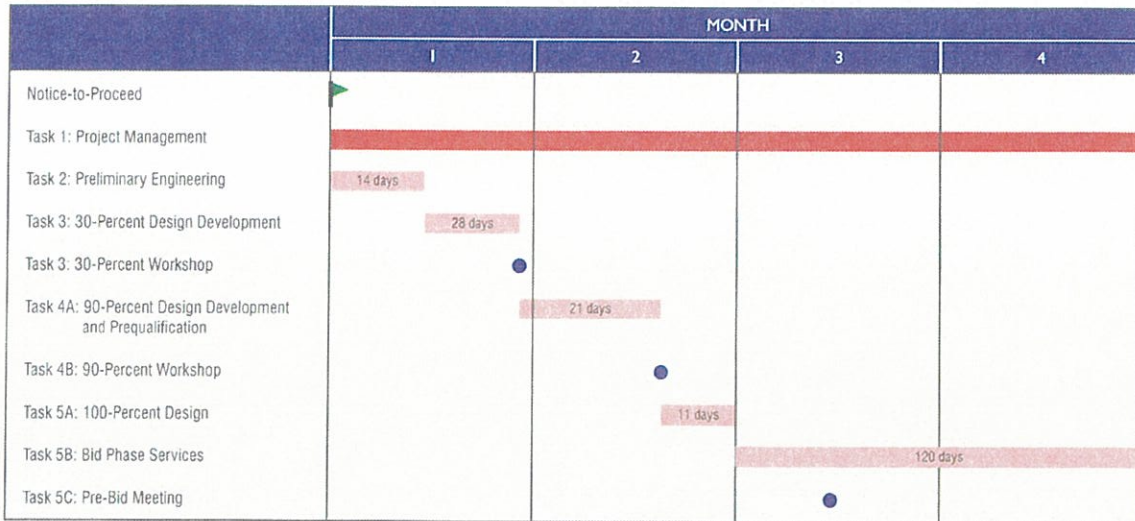 MONTH
1 2 3 4
Notice-to-Proceed
Task 1: Project Management
Task 2: Preliminary Engineering
14 days
Task 3: 30-Percent Design Development
28 days
Task 3: 30-Percent Workshop
Task 4A: 90-Percent Design Development
and Prequalification
21 days
Task 4B: 90-Percent Workshop
Task 5A: 100-Percent Design
11 days
Task 5B: Bid Phase Services
120 days
Task 5C: Pre-Bid Meeting